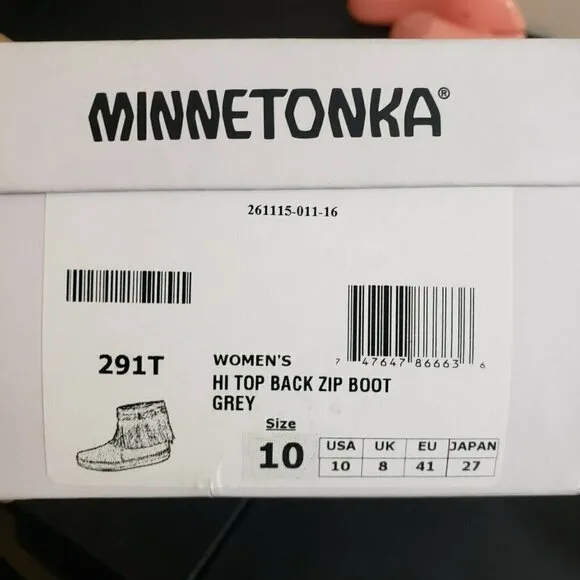 MINNETONKA®
261115-011-16
7 47647 86663 6
291T
WOMEN'S
HI TOP BACK ZIP BOOT
GREY
Size
10
USA UK EU JAPAN
10 8 41 27